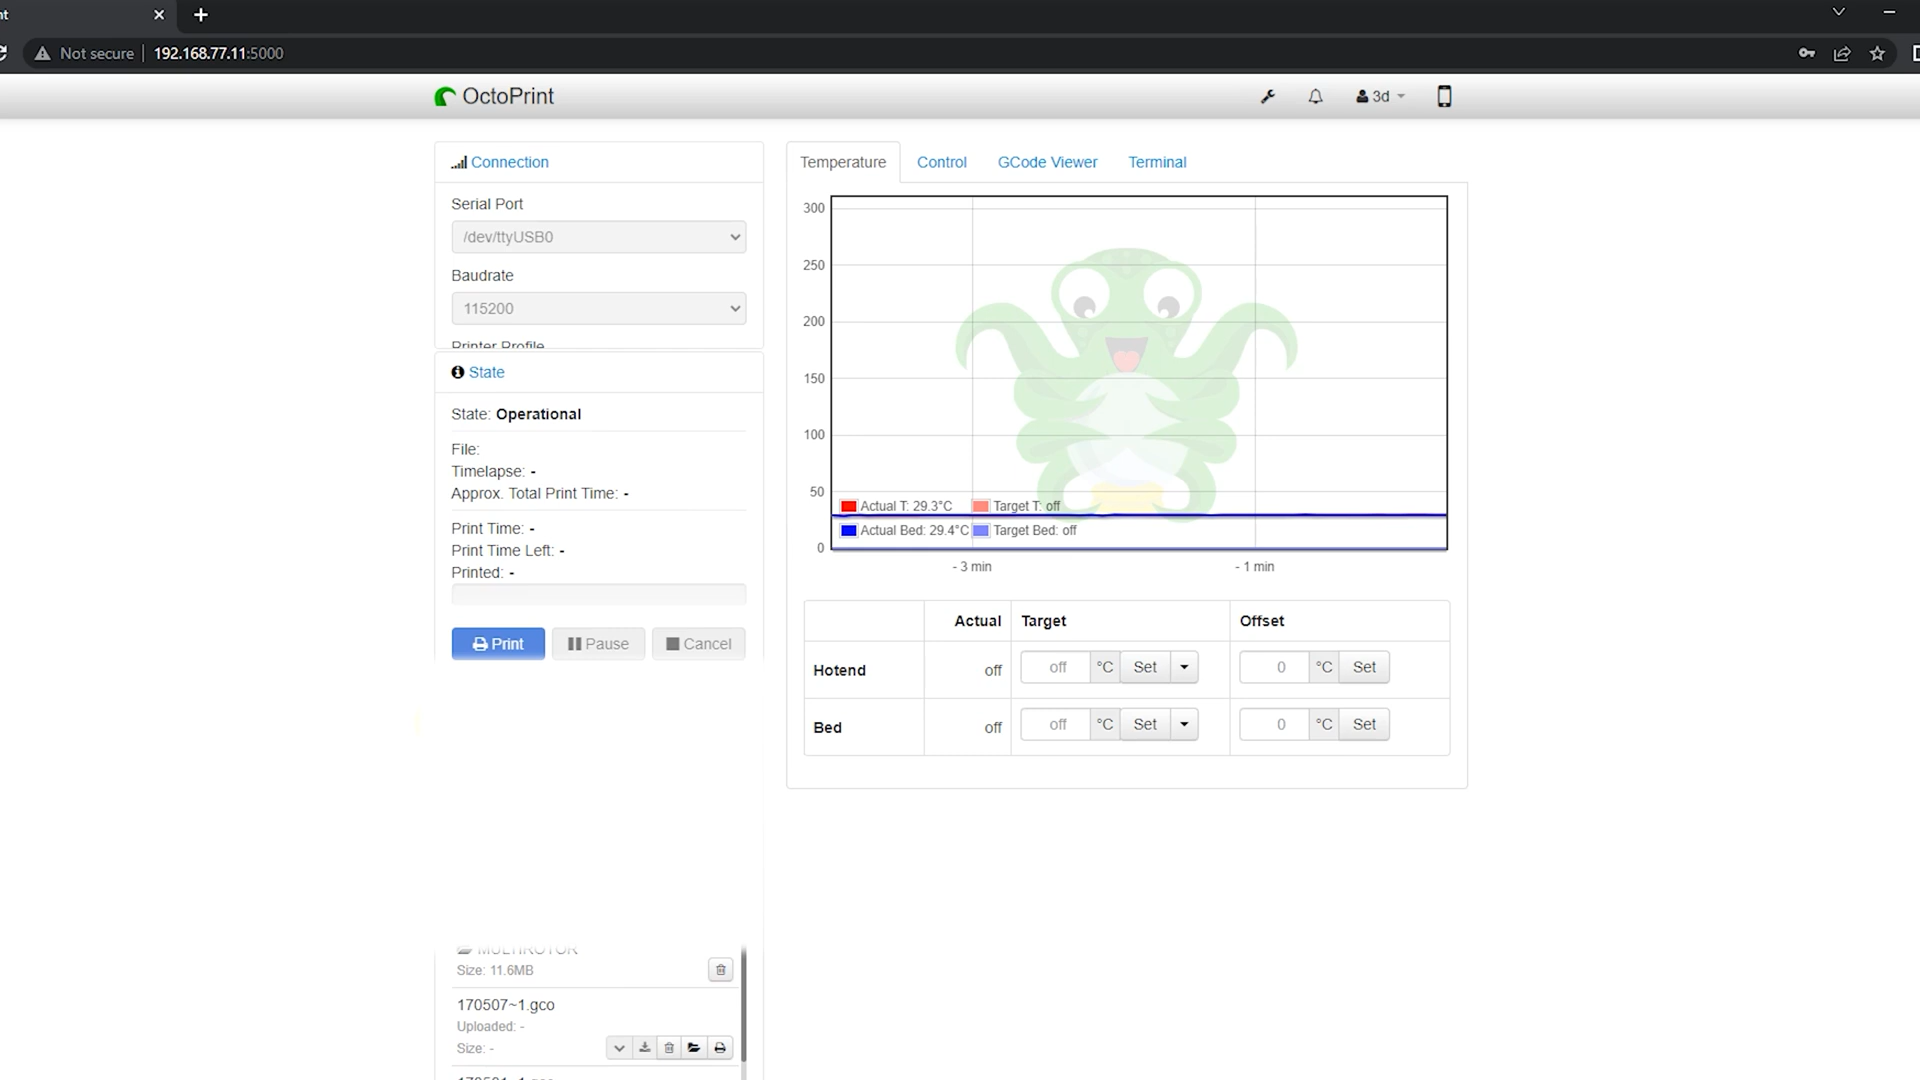 nt
Not secure 192.168.77.11:5000
OctoPrint
3d
Connection
Serial Port
/dev/ttyUSB0
Baudrate
115200
Printer Profile
State
State: Operational
File:
Timelapse: -
Approx. Total Print Time: -
Print Time: -
Print Time Left: -
Printed: -
Print Pause Cancel
MULTIROTOR
Size: 11.6MB
170507~1.gco
Uploaded: -
Size: -
Temperature Control GCode Viewer Terminal
300
250
200
150
100
50
0
Actual T: 29.3°C Target T: off
Actual Bed: 29.4°C Target Bed: off
- 3 min - 1 min
Actual Target Offset
Hotend off off °C Set 0 °C Set
Bed off off °C Set 0 °C Set